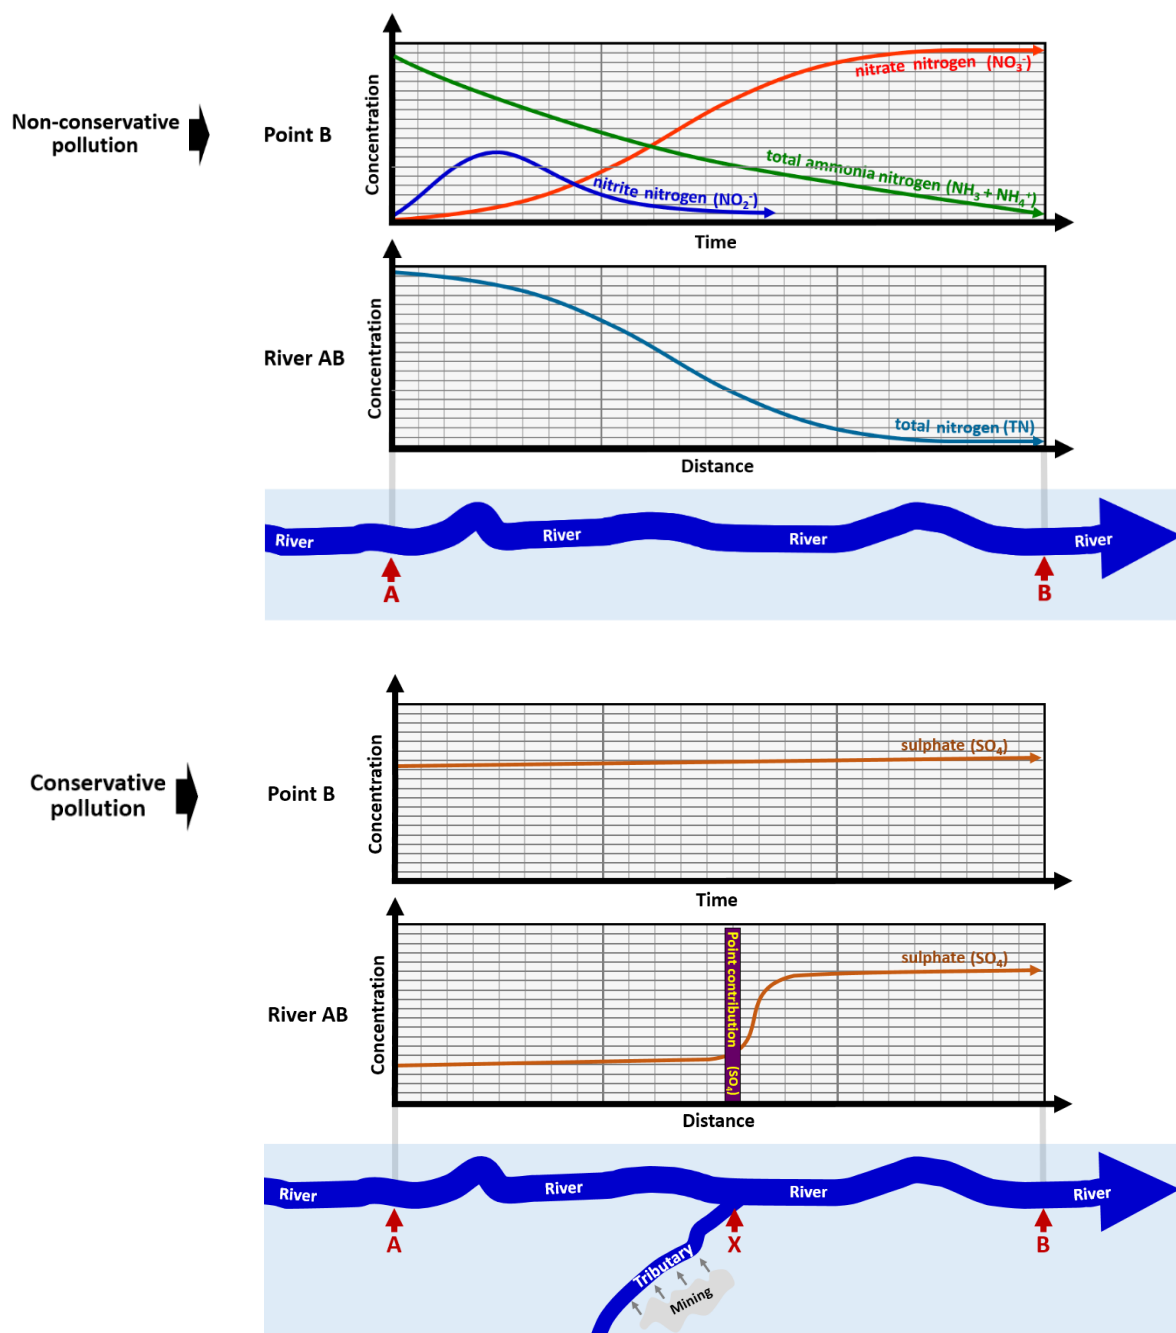 Non-conservative
pollution
Point B
Concentration
nitrate nitrogen (NO₃⁻)
total ammonia nitrogen (NH₃ + NH₄⁺)
nitrite nitrogen (NO₂⁻)
Time
River AB
Concentration
total nitrogen (TN)
Distance
River
River
River
River
A
B
Conservative
pollution
Point B
Concentration
sulphate (SO₄)
Time
River AB
Concentration
Point contribution (SO₄)
sulphate (SO₄)
Distance
River
River
River
River
A
X
B
Tributary
Mining